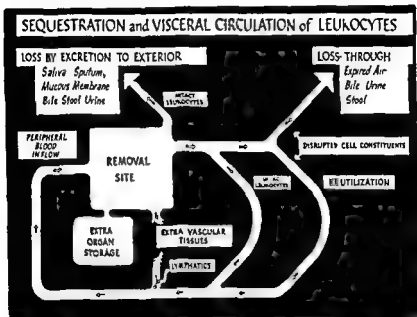 SEQUESTRATION and VISCERAL CIRCULATION of LEUKOCYTES
LOSS BY EXCRETION TO EXTERIOR
Saliva Sputum,
Mucous Membrane
Bile Stool Urine
LOSS THROUGH
Expired Air
Bile Urine
Stool
INTACT
LEUKOCYTES
PERIPHERAL
BLOOD
INFLOW
REMOVAL
SITE
DISRUPTED CELL CONSTITUENTS
INTACT
LEUKOCYTES
REUTILIZATION
EXTRA
ORGAN
STORAGE
EXTRA VASCULAR
TISSUES
LYMPHATICS